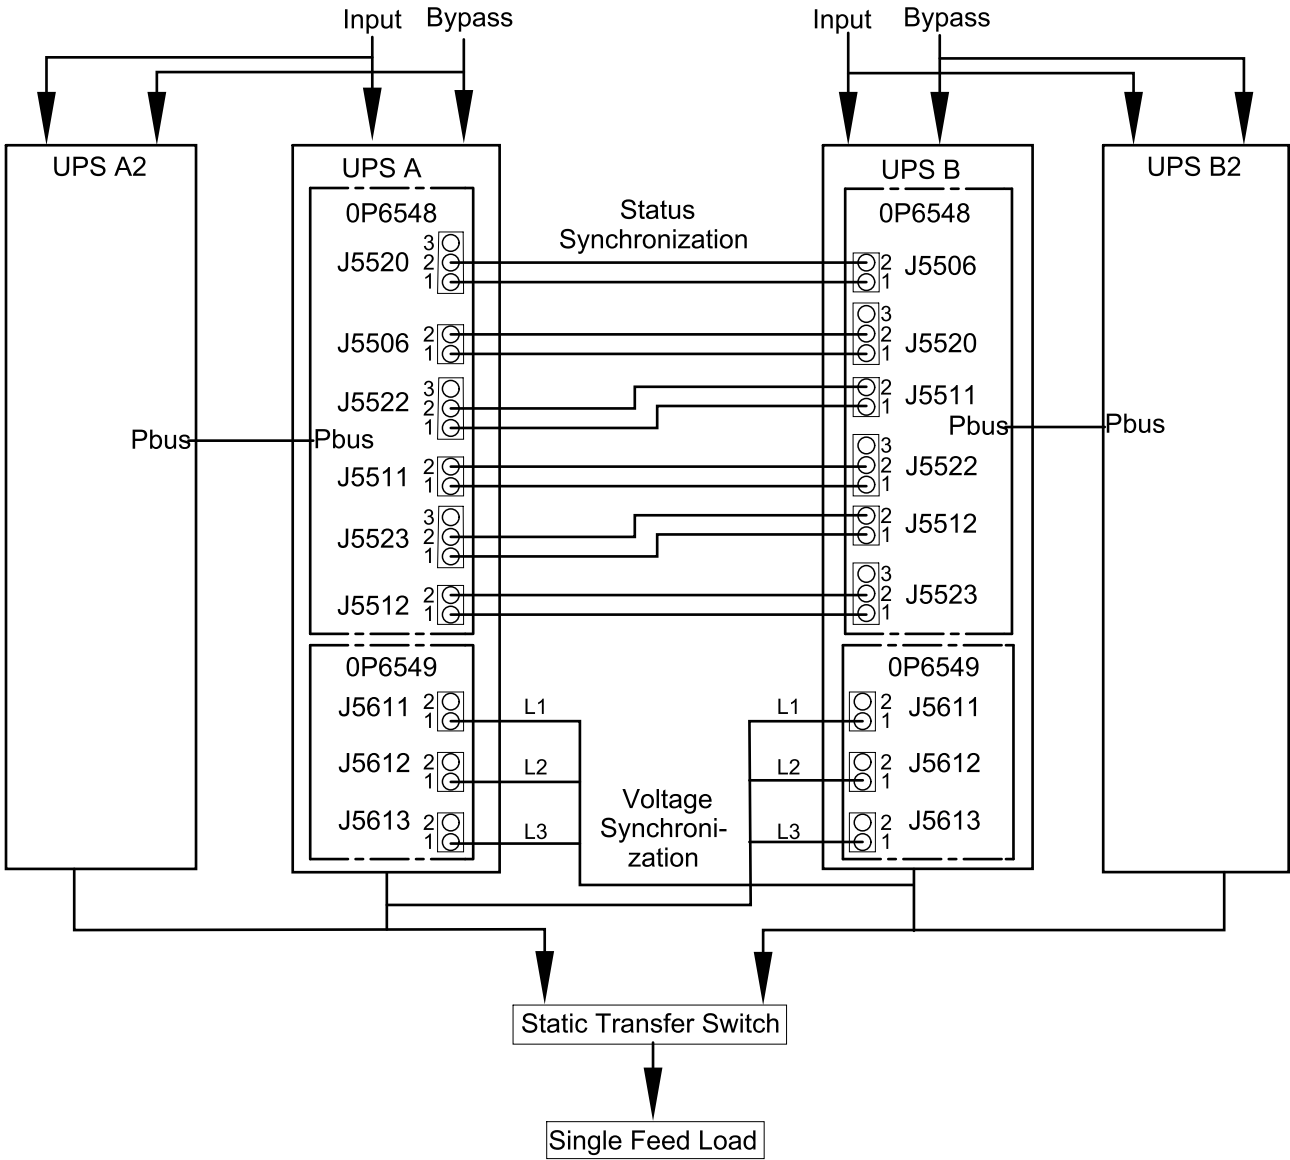 Input Bypass
Input Bypass
UPS A2
UPS A
UPS B
UPS B2
0P6548
J5520
3
2
1
J5506
2
1
J5522
3
2
1
Pbus
Pbus
J5511
2
1
J5523
3
2
1
J5512
2
1
0P6549
J5611
2
1
J5612
2
1
J5613
2
1
Status
Synchronization
L1
L2
L3
Voltage
Synchroni-
zation
L1
L2
L3
0P6548
2
1
J5506
3
2
1
J5520
2
1
J5511
Pbus
Pbus
3
2
1
J5522
2
1
J5512
3
2
1
J5523
0P6549
2
1
J5611
2
1
J5612
2
1
J5613
Static Transfer Switch
Single Feed Load